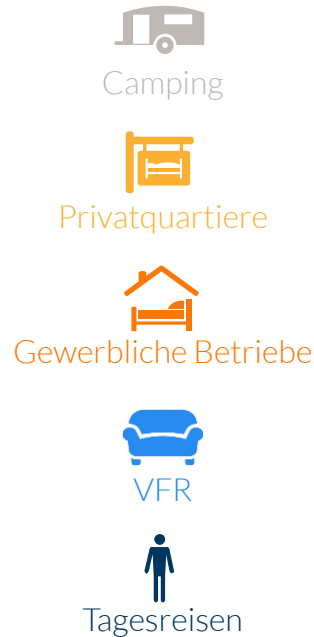 Camping
Privatquartiere
Gewerbliche Betriebe
VFR
Tagesreisen